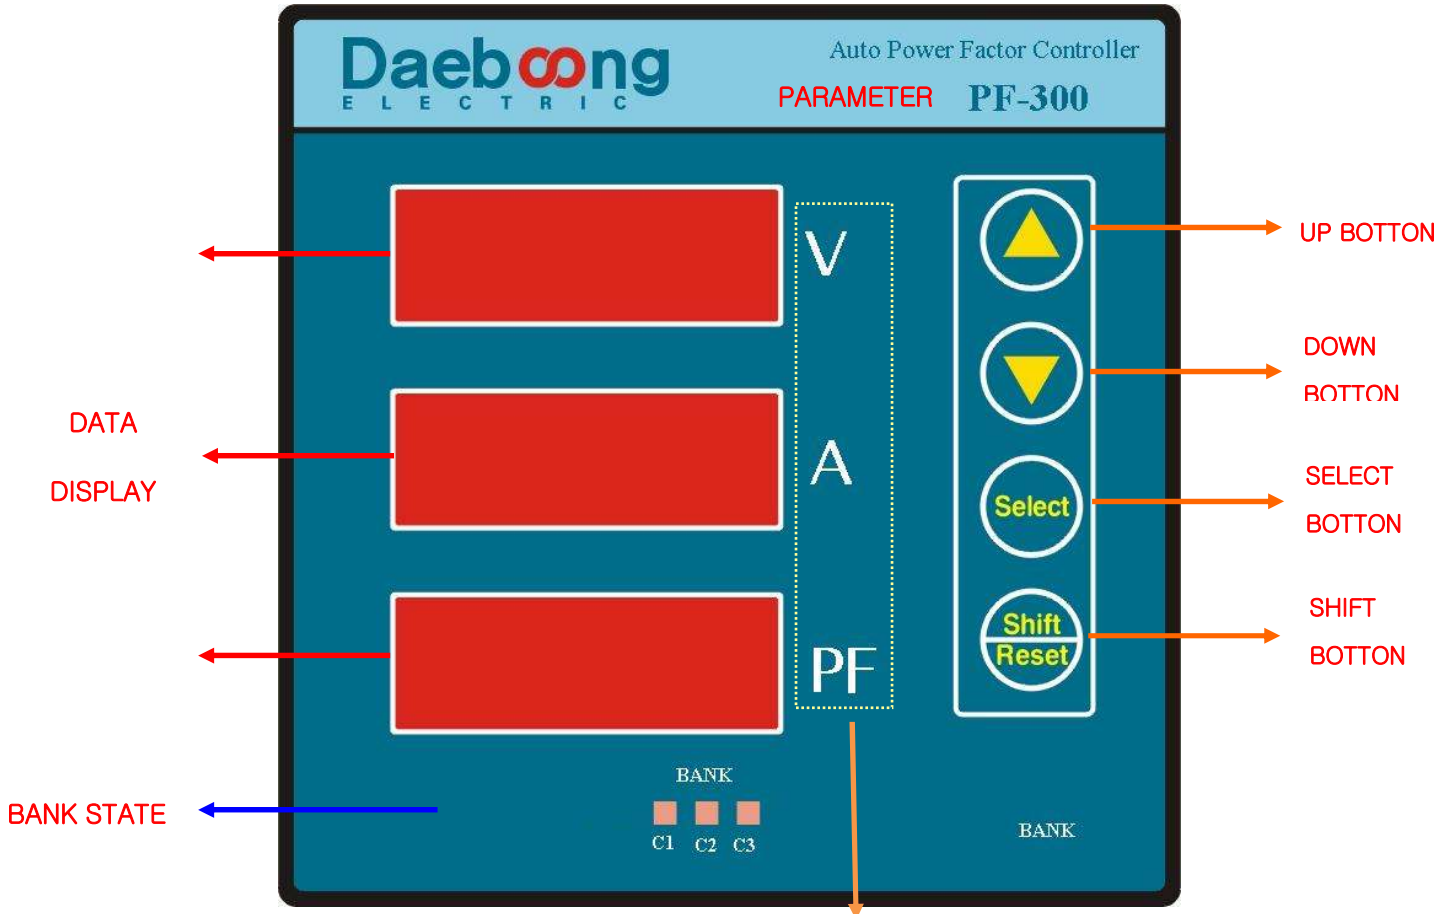 Daeboong
ELECTRIC
Auto Power Factor Controller
PARAMETER PF-300
V
A
PF
Select
Shift
Reset
UP BOTTON
DOWN
BOTTON
SELECT
BOTTON
SHIFT
BOTTON
DATA
DISPLAY
BANK STATE
BANK
C1 C2 C3
BANK